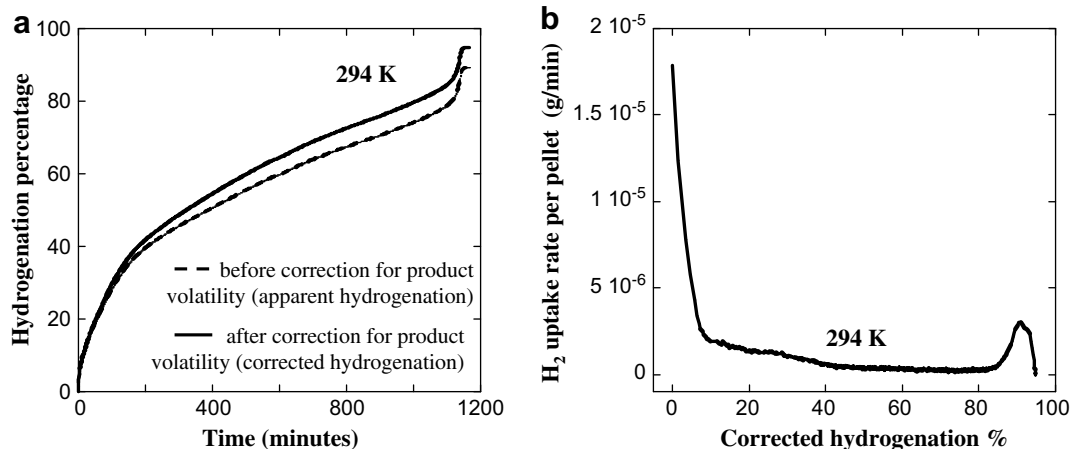 a
Hydrogenation percentage
100
80
60
40
20
0
294 K
before correction for product
volatility (apparent hydrogenation)
after correction for product
volatility (corrected hydrogenation)
0
400
800
1200
Time (minutes)
b
H2 uptake rate per pellet (g/min)
2 10-5
1.5 10-5
1 10-5
5 10-6
0
294 K
0
20
40
60
80
100
Corrected hydrogenation %